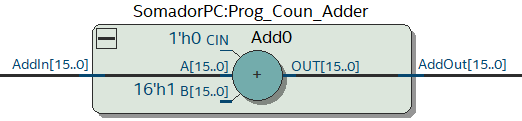 SomadorPC:Prog_Coun_Adder
1'h0 CIN Add0
AddIn[15..0] A[15..0] + OUT[15..0] AddOut[15..0]
16'h1 B[15..0]